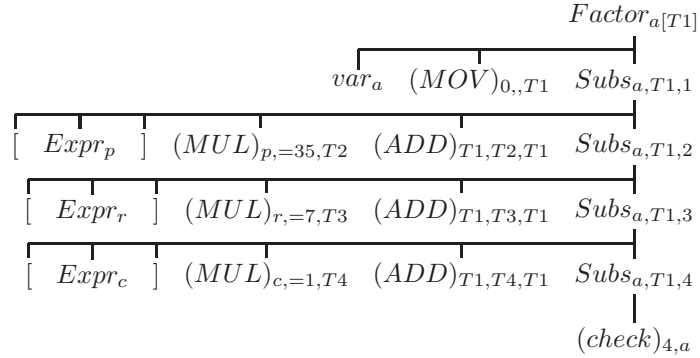 Factor_{a[T1]}
var_a (MOV)_{0,,T1} Subs_{a,T1,1}
[ Expr_p ] (MUL)_{p,=35,T2} (ADD)_{T1,T2,T1} Subs_{a,T1,2}
[ Expr_r ] (MUL)_{r,=7,T3} (ADD)_{T1,T3,T1} Subs_{a,T1,3}
[ Expr_c ] (MUL)_{c,=1,T4} (ADD)_{T1,T4,T1} Subs_{a,T1,4}
(check)_{4,a}